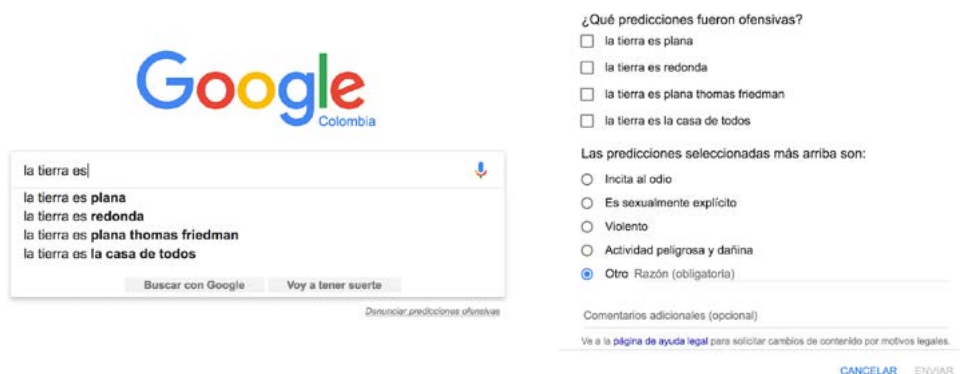 Google
Colombia
la tierra es
la tierra es plana
la tierra es redonda
la tierra es plana thomas friedman
la tierra es la casa de todos
Buscar con Google Voy a tener suerte
Denunciar predicciones ofensivas
¿Qué predicciones fueron ofensivas?
la tierra es plana
la tierra es redonda
la tierra es plana thomas friedman
la tierra es la casa de todos
Las predicciones seleccionadas más arriba son:
Incita al odio
Es sexualmente explícito
Violento
Actividad peligrosa y dañina
Otro Razón (obligatoria)
Comentarios adicionales (opcional)
Ve a la página de ayuda legal para solicitar cambios de contenido por motivos legales.
CANCELAR ENVIAR